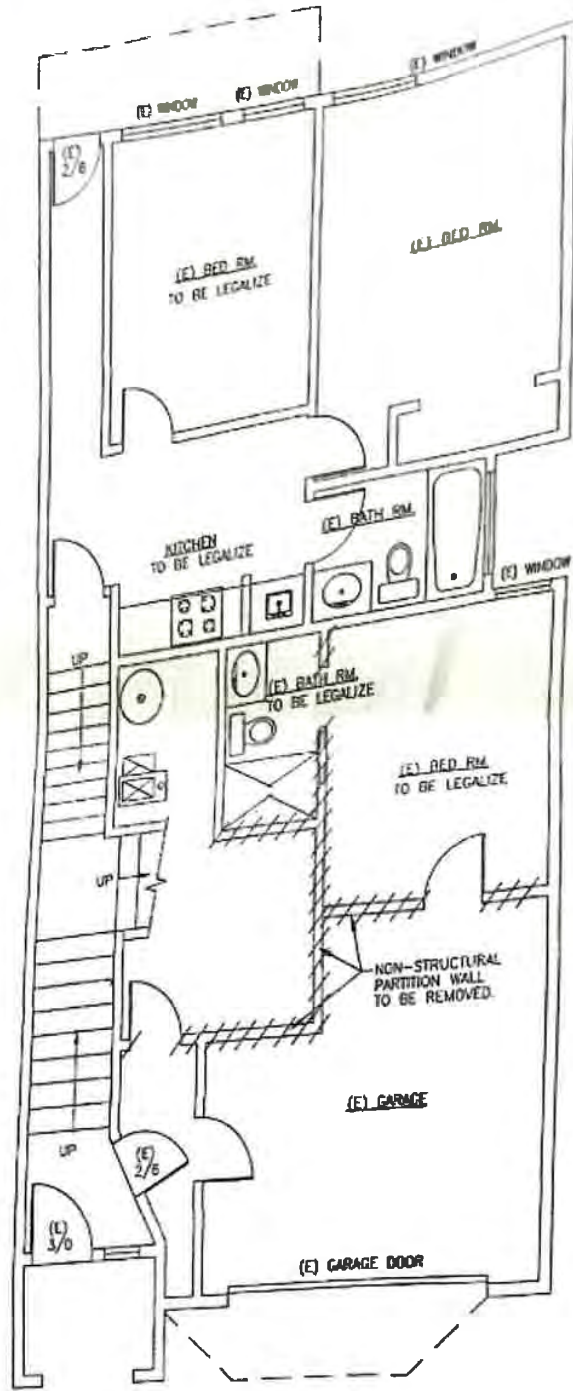 (E) WINDOW
(E) WINDOW
(E) WINDOW
(E)
2/6
(E) BED RM.
TO BE LEGALIZE
(E) BED RM.
KITCHEN
TO BE LEGALIZE
(E) BATH RM.
(E) WINDOW
UP
(E) BATH RM.
TO BE LEGALIZE
(E) BED RM.
TO BE LEGALIZE
UP
NON-STRUCTURAL
PARTITION WALL
TO BE REMOVED.
(E) GARAGE
UP
(E)
2/6
(E)
3/0
(E) GARAGE DOOR